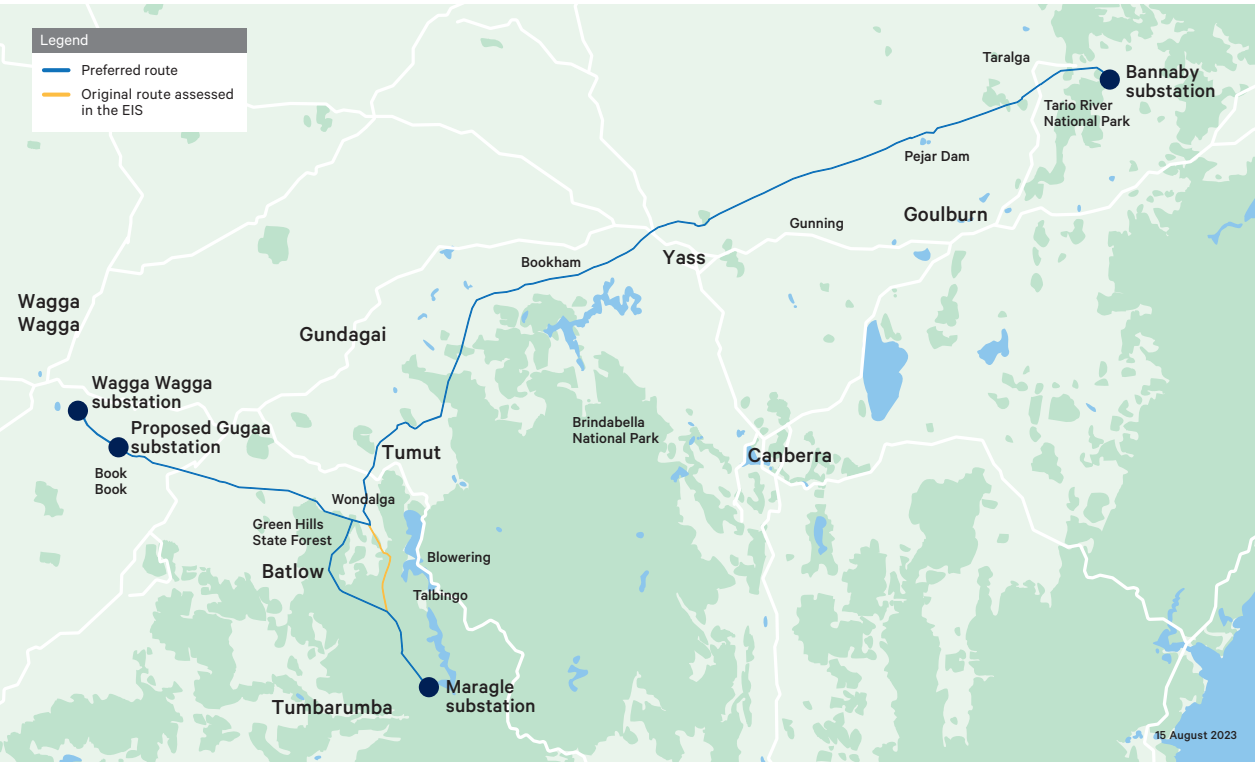 Legend
Preferred route
Original route assessed
in the EIS
Taralga
Bannaby
substation
Tario River
National Park
Pejar Dam
Goulburn
Gunning
Yass
Bookham
Wagga
Wagga
Gundagai
Wagga Wagga
substation
Proposed Gugaa
substation
Brindabella
National Park
Tumut
Canberra
Book
Book
Wondalga
Green Hills
State Forest
Blowering
Batlow
Talbingo
Maragle
substation
Tumbarumba
15 August 2023